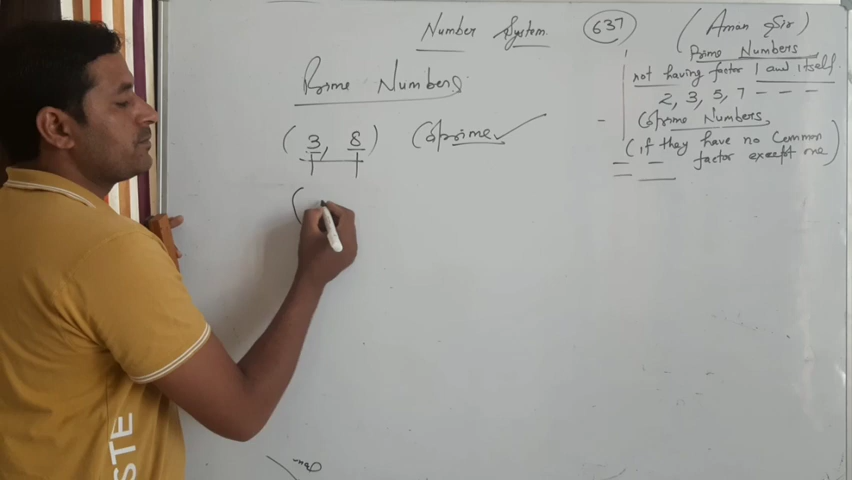 Number System
637
(Aman Sir)
Prime Numbers
(3, 8) Coprime ✓
(
Prime Numbers
not having factor 1 and itself.
2, 3, 5, 7 - - -
Coprime Numbers,
(if they have no Common
factor except one)
STE